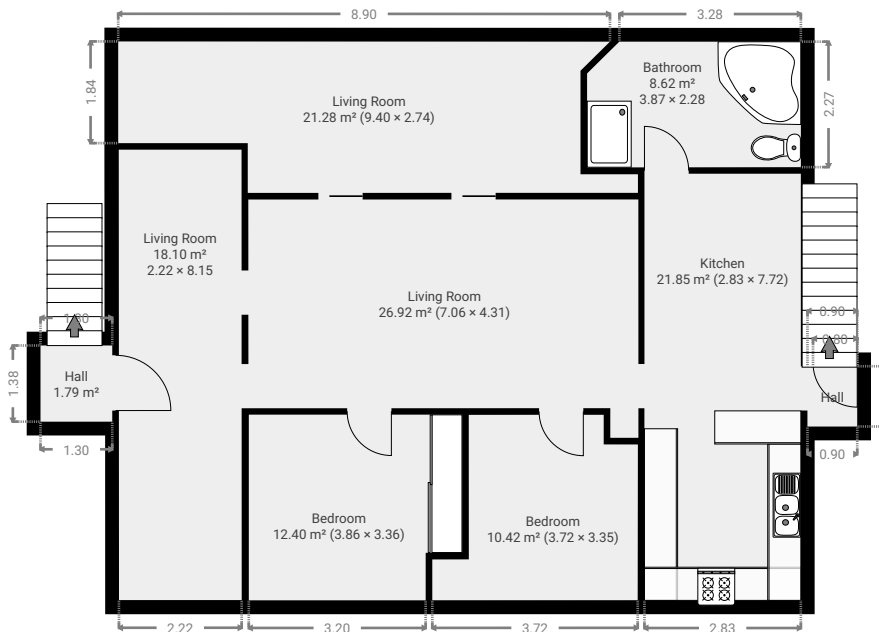 8.90
3.28
1.84
Living Room
21.28 m² (9.40 × 2.74)
Bathroom
8.62 m²
3.87 × 2.28
2.27
Living Room
18.10 m²
2.22 × 8.15
Living Room
26.92 m² (7.06 × 4.31)
Kitchen
21.85 m² (2.83 × 7.72)
1.30
0.90
0.80
1.38
Hall
1.79 m²
Hall
1.30
0.90
Bedroom
12.40 m² (3.86 × 3.36)
Bedroom
10.42 m² (3.72 × 3.35)
2.22
3.20
3.72
2.83